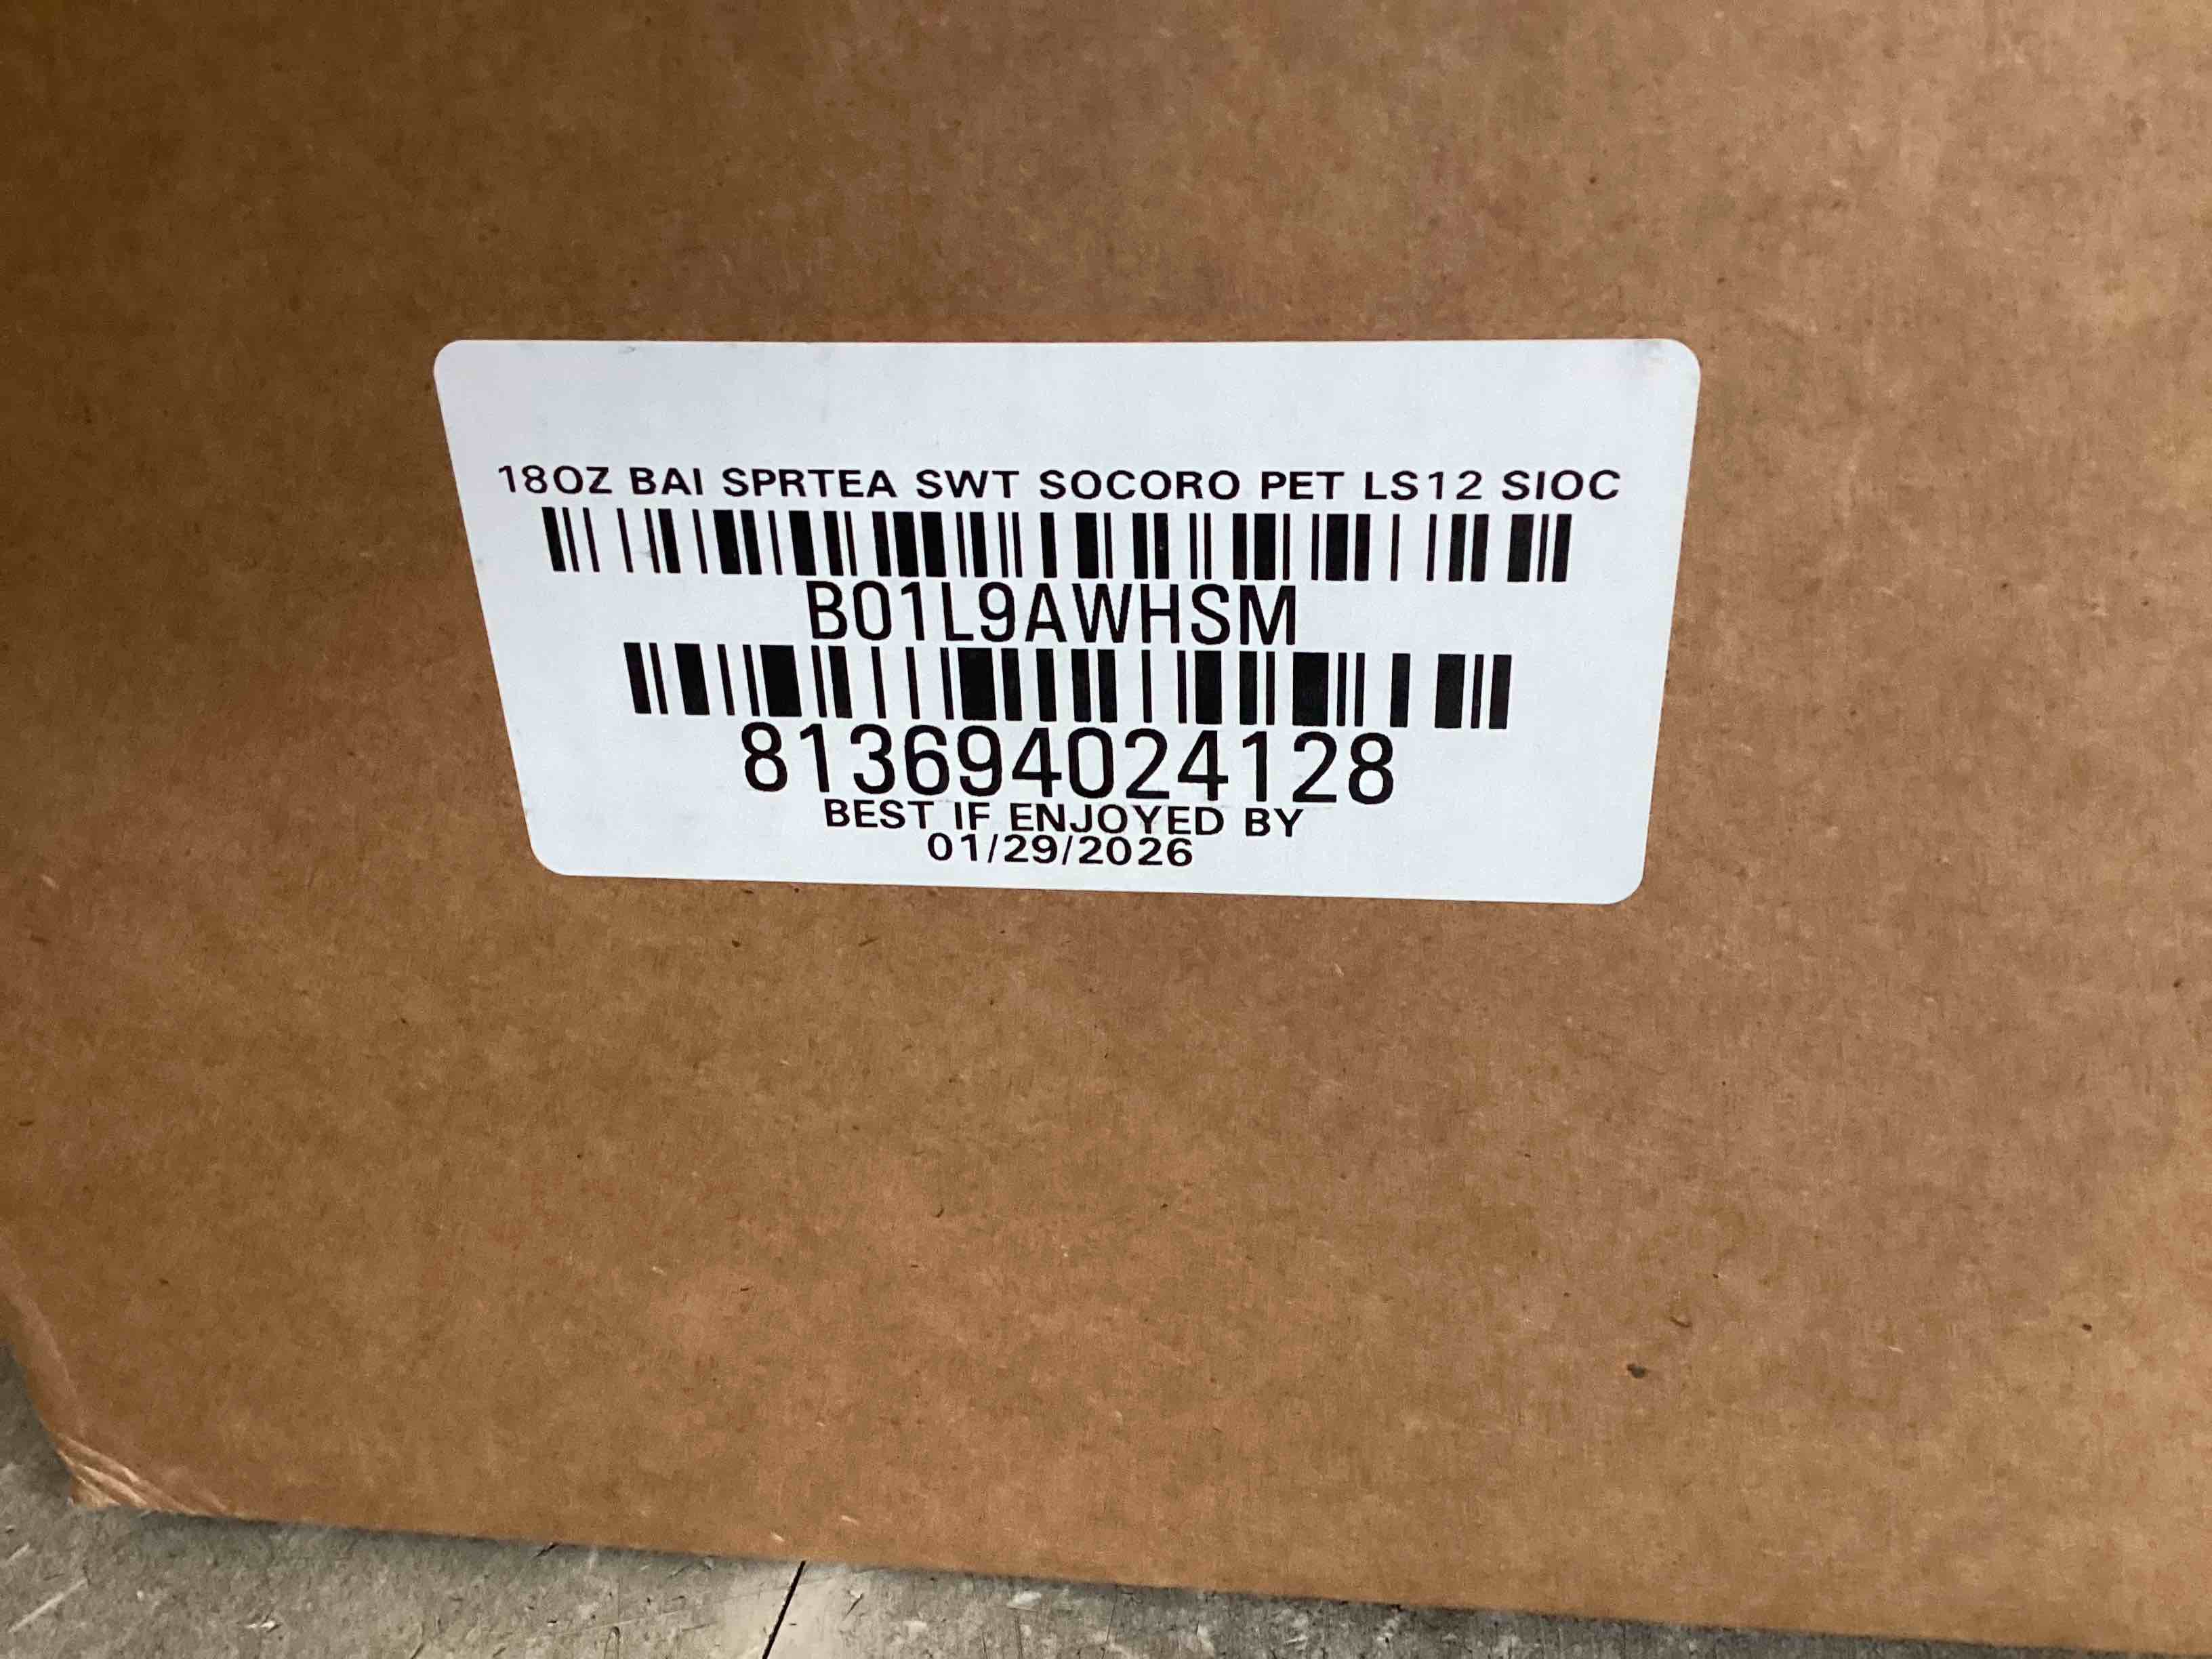 18OZ BAI SPRTEA SWT SOCORO PET LS12 SIOC
B01L9AWHSM
813694024128
BEST IF ENJOYED BY
01/29/2026